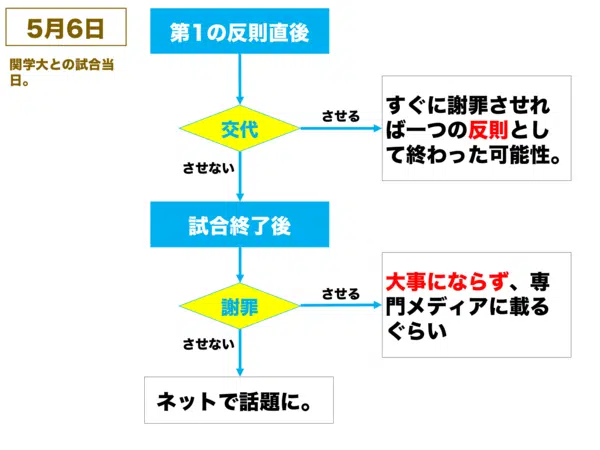 5月6日
関学大との試合当
日。
第1の反則直後
交代
させる
すぐに謝罪させれ
ば一つの反則とし
て終わった可能性。
させない
試合終了後
謝罪
させる
大事にならず、専
門メディアに載る
ぐらい
させない
ネットで話題に。